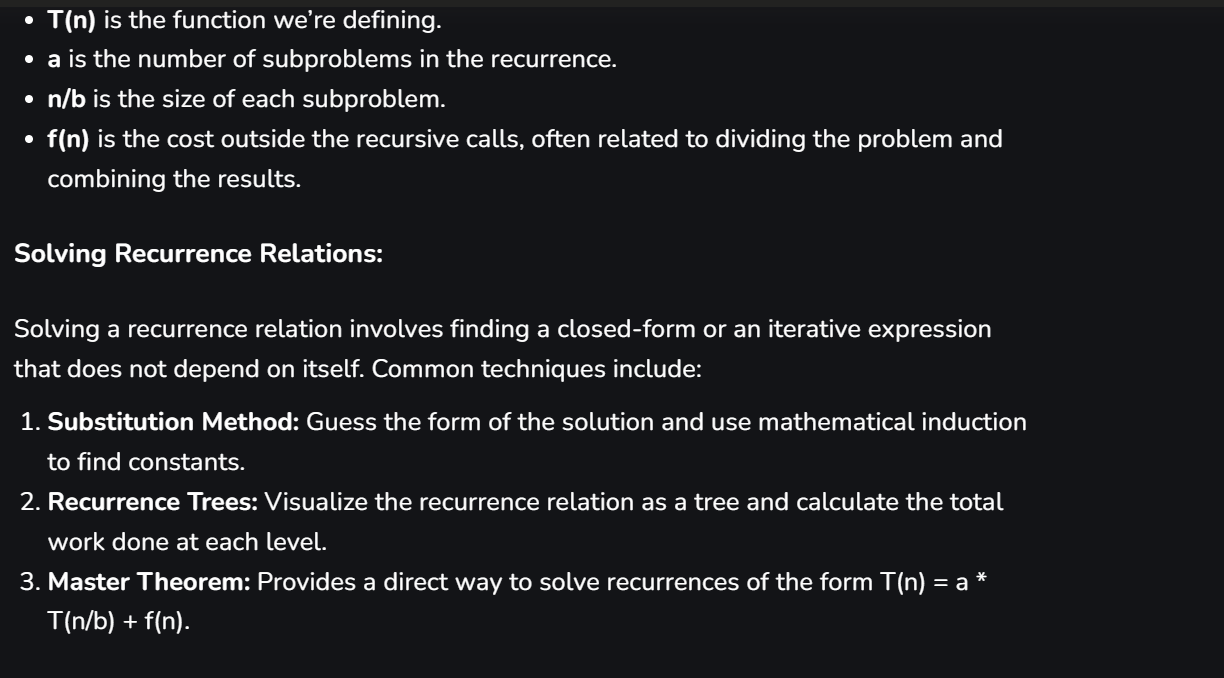 • T(n) is the function we’re defining.
• a is the number of subproblems in the recurrence.
• n/b is the size of each subproblem.
• f(n) is the cost outside the recursive calls, often related to dividing the problem and
combining the results.
Solving Recurrence Relations:
Solving a recurrence relation involves finding a closed-form or an iterative expression
that does not depend on itself. Common techniques include:
1. Substitution Method: Guess the form of the solution and use mathematical induction
to find constants.
2. Recurrence Trees: Visualize the recurrence relation as a tree and calculate the total
work done at each level.
3. Master Theorem: Provides a direct way to solve recurrences of the form T(n) = a *
T(n/b) + f(n).